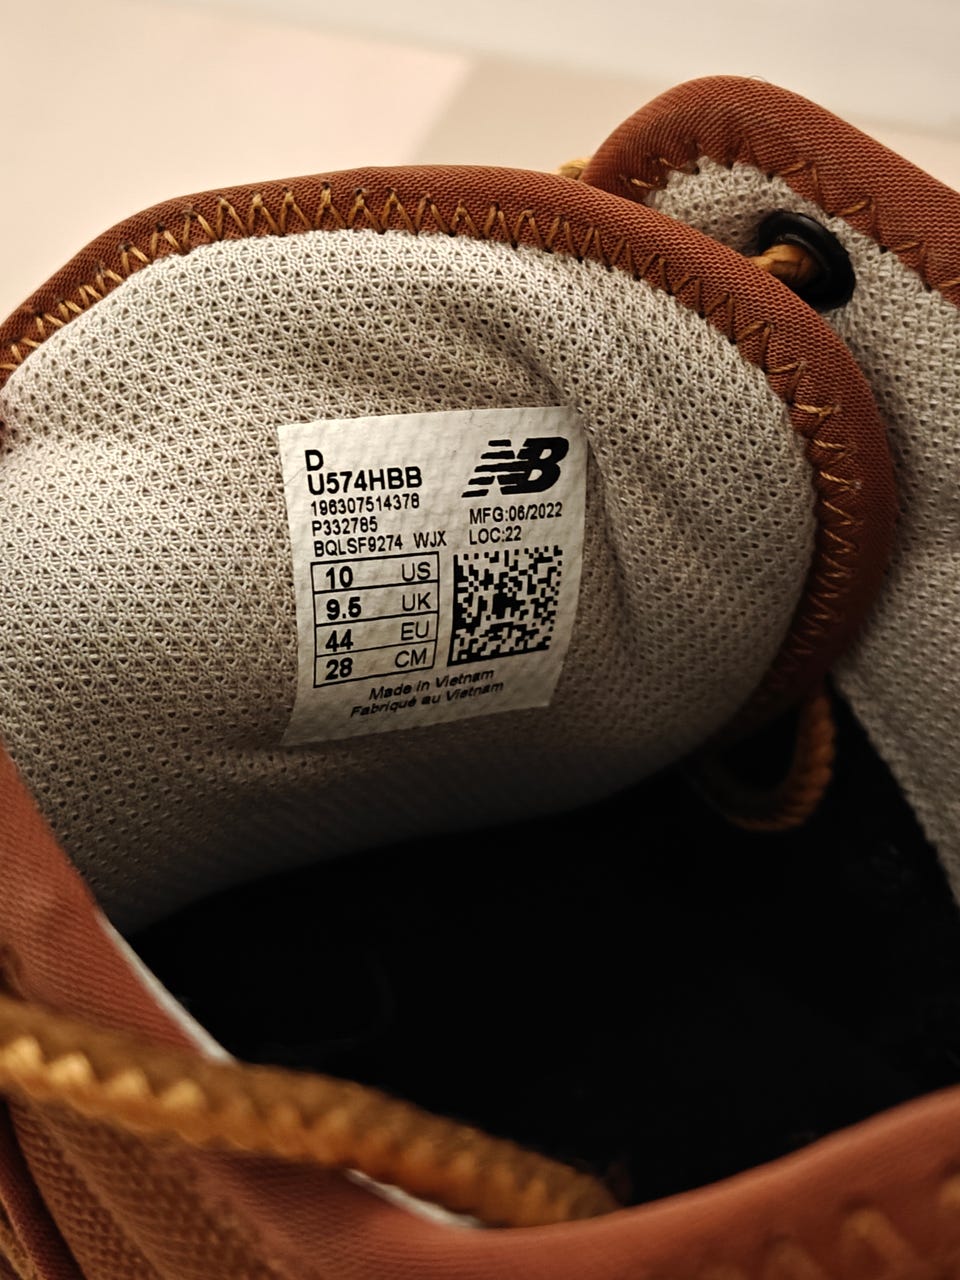 D
U574HBB
196307514378
P332785
BQLSF9274 WJX
NB
MFG:06/2022
LOC:22
10 US
9.5 UK
44 EU
28 CM
Made in Vietnam
Fabriqué au Vietnam